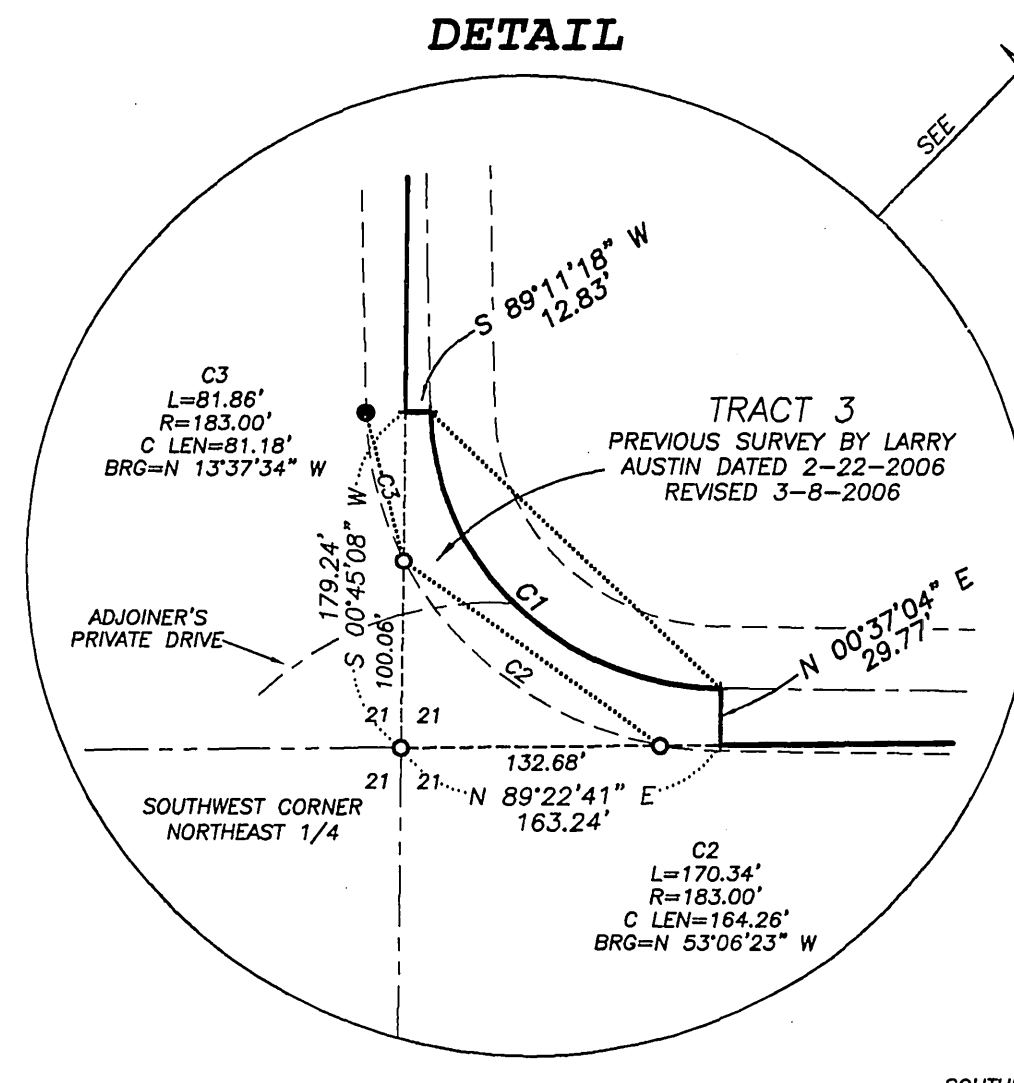 DETAIL
SEE
S 89°11'18" W
12.83'
C3
L=81.86'
R=183.00'
C LEN=81.18'
BRG=N 13°37'34" W
TRACT 3
PREVIOUS SURVEY BY LARRY
AUSTIN DATED 2-22-2006
REVISED 3-8-2006
C3
179.24'
S 00°45'08" W
100.06'
C1
N 00°37'04" E
29.77'
ADJOINER'S
PRIVATE DRIVE
C2
21 21
132.68'
21 21
N 89°22'41" E
163.24'
SOUTHWEST CORNER
NORTHEAST 1/4
C2
L=170.34'
R=183.00'
C LEN=164.26'
BRG=N 53°06'23" W